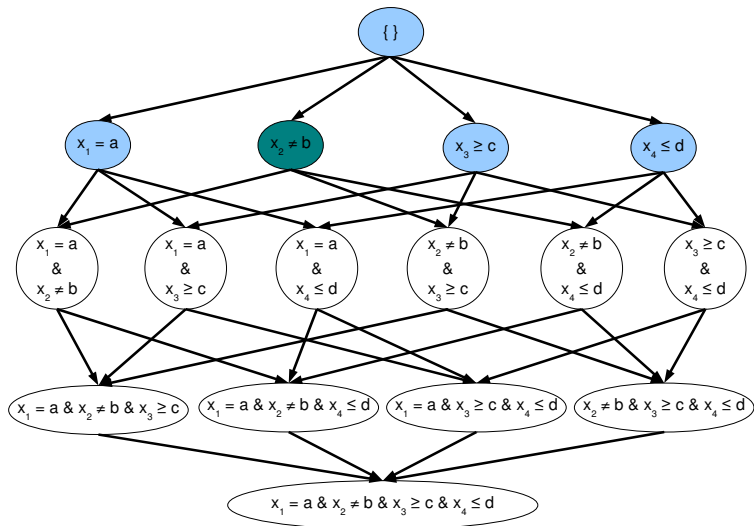 { }
x₁ = a
x₂ ≠ b
x₃ ≥ c
x₄ ≤ d
x₁ = a
&
x₂ ≠ b
x₁ = a
&
x₃ ≥ c
x₁ = a
&
x₄ ≤ d
x₂ ≠ b
&
x₃ ≥ c
x₂ ≠ b
&
x₄ ≤ d
x₃ ≥ c
&
x₄ ≤ d
x₁ = a & x₂ ≠ b & x₃ ≥ c
x₁ = a & x₂ ≠ b & x₄ ≤ d
x₁ = a & x₃ ≥ c & x₄ ≤ d
x₂ ≠ b & x₃ ≥ c & x₄ ≤ d
x₁ = a & x₂ ≠ b & x₃ ≥ c & x₄ ≤ d